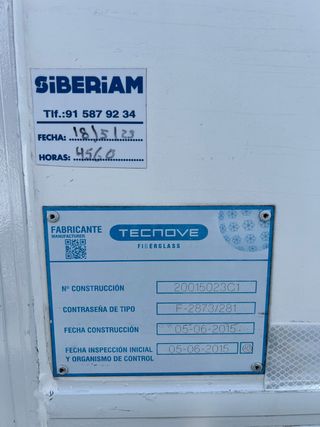 SiBERiAM
Tlf.: 91 587 92 34
FECHA: 18/5/23
HORAS: 4560
FABRICANTE
MANUFACTURER
TECNOVE
FIBERGLASS
Nº CONSTRUCCIÓN 20015023C1
CONTRASEÑA DE TIPO F-2873/281
FECHA CONSTRUCCIÓN 05-06-2015
FECHA INSPECCIÓN INICIAL 05-06-2015
Y ORGANISMO DE CONTROL